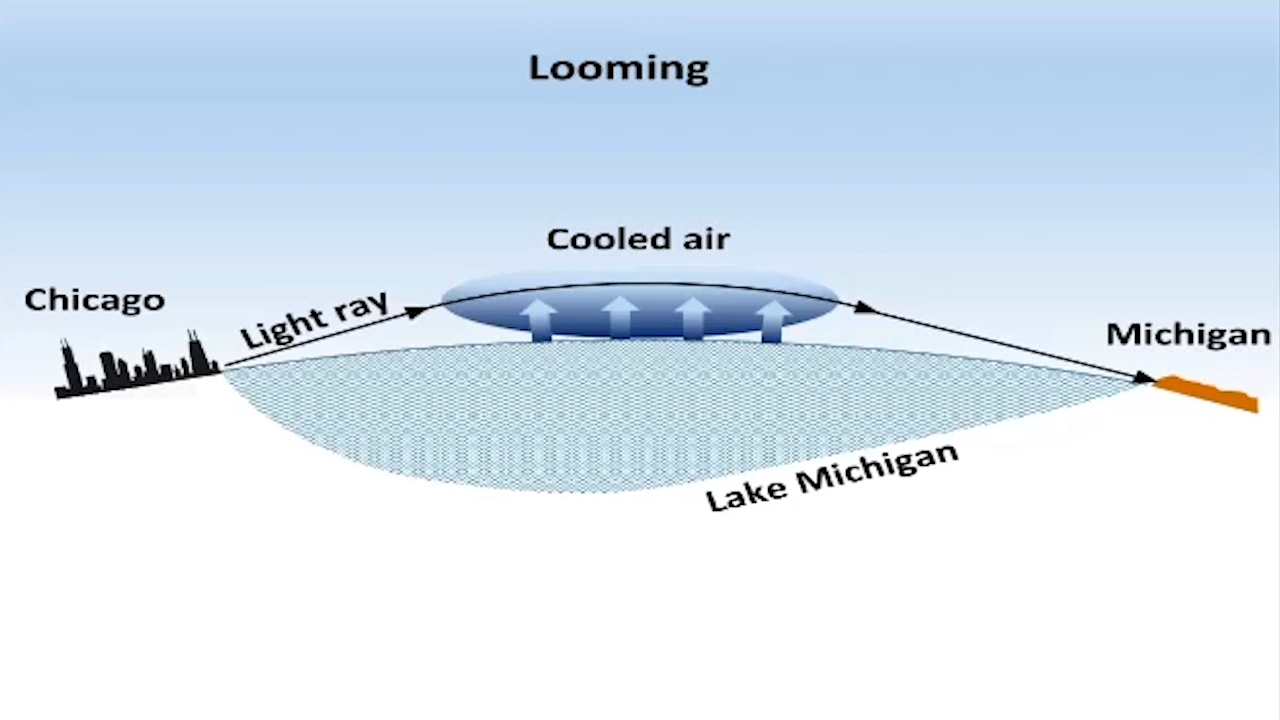 Looming
Cooled air
Chicago
Light ray
Michigan
Lake Michigan